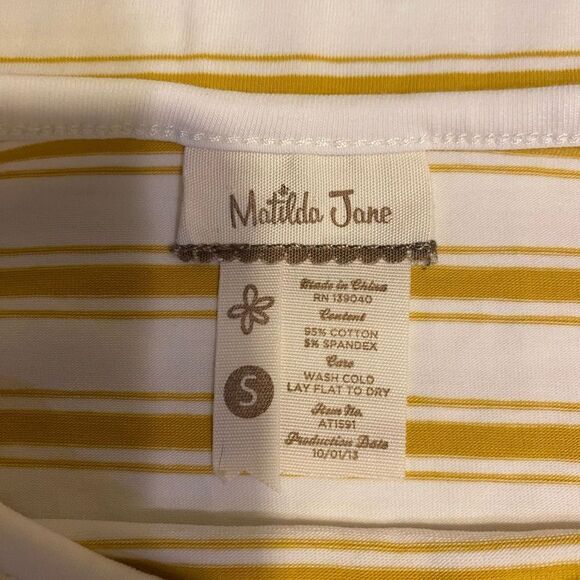 Matilda Jane
Made in China
RN 139040
Content
95% COTTON
5% SPANDEX
Care
WASH COLD
LAY FLAT TO DRY
S
Item No.
AT1591
Production Date
10/01/13